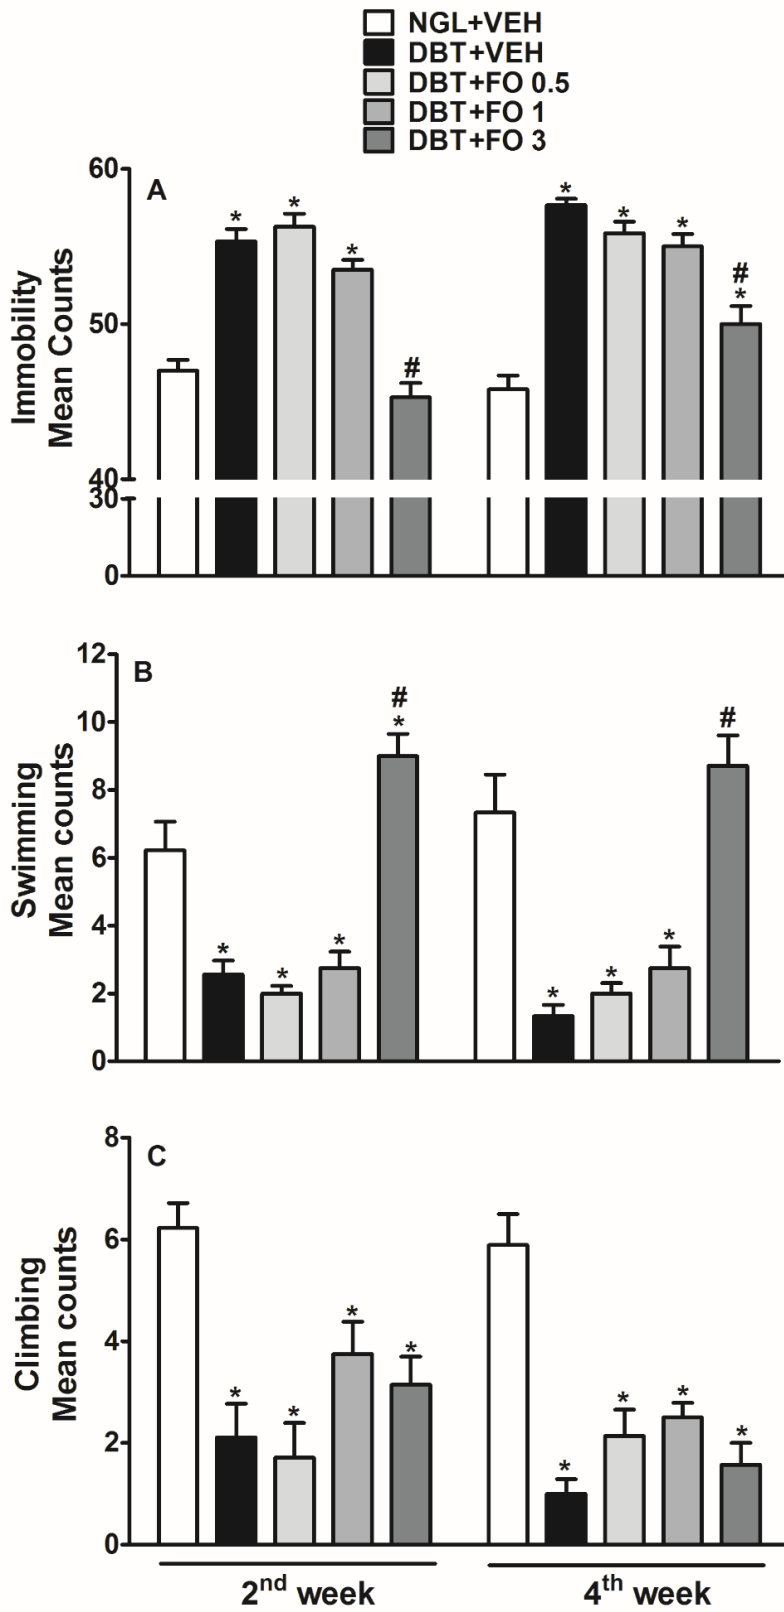 NGL+VEH
DBT+VEH
DBT+FO 0.5
DBT+FO 1
DBT+FO 3
A
Immobility
Mean Counts
60
50
40
30
0
* * * # * * * # *
B
Swimming
Mean counts
12
10
8
6
4
2
0
* * * # * * * * #
C
Climbing
Mean counts
8
6
4
2
0
* * * * * * * *
2nd week
4th week